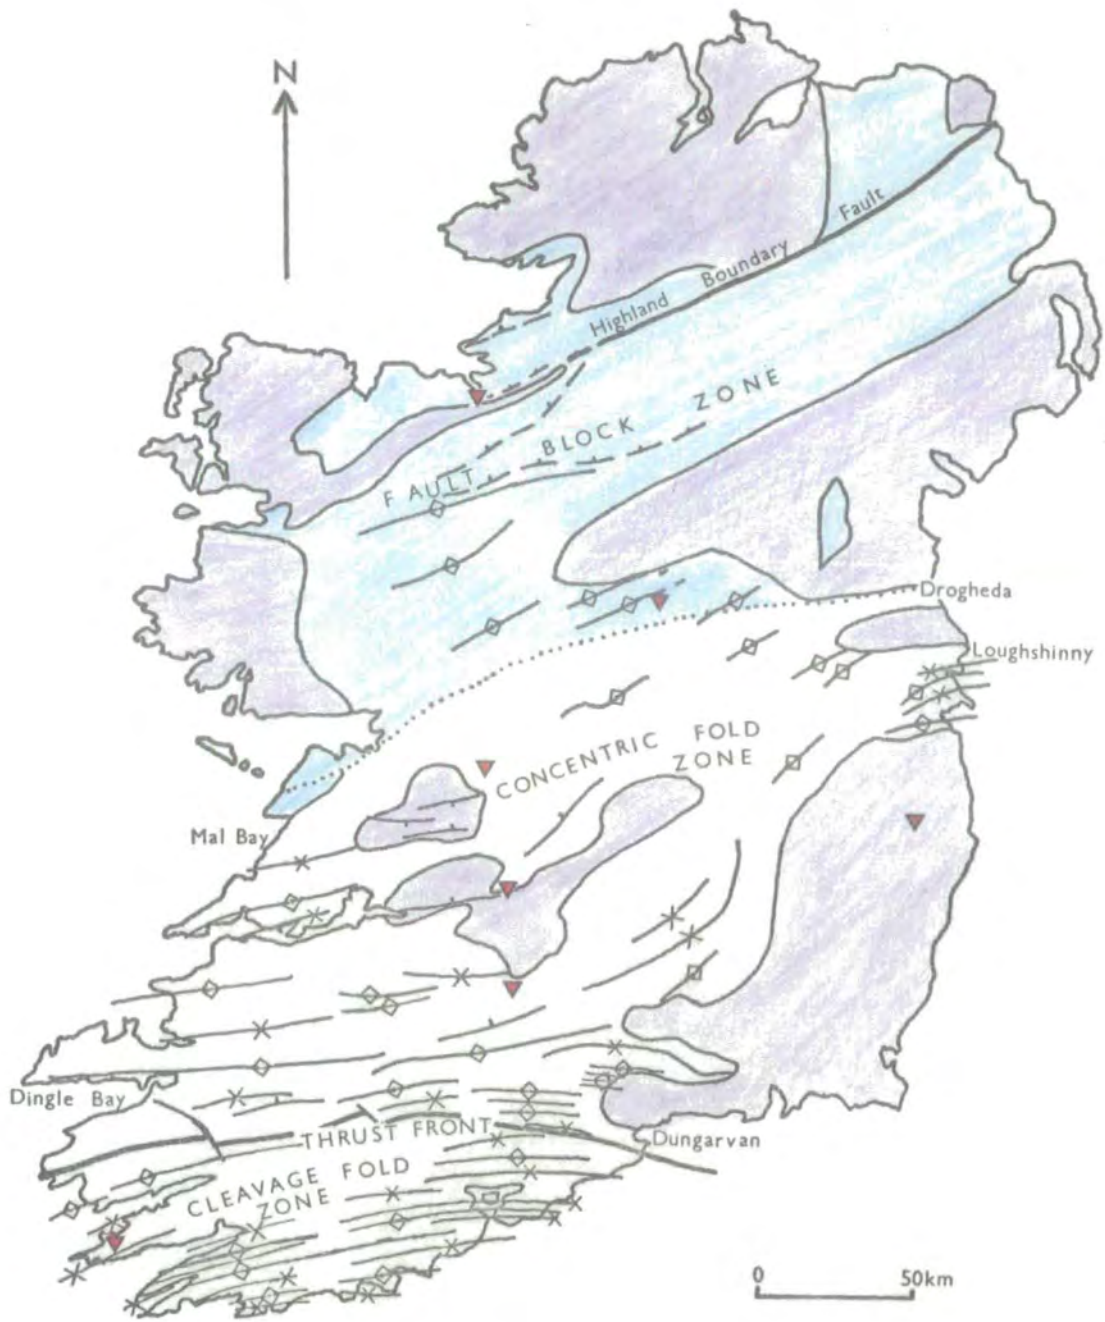 N
Highland Boundary Fault
FAULT BLOCK ZONE
Drogheda
Loughshinny
CONCENTRIC FOLD
ZONE
Mal Bay
Dingle Bay
THRUST FRONT
Dungarvan
CLEAVAGE FOLD
ZONE
0 50km